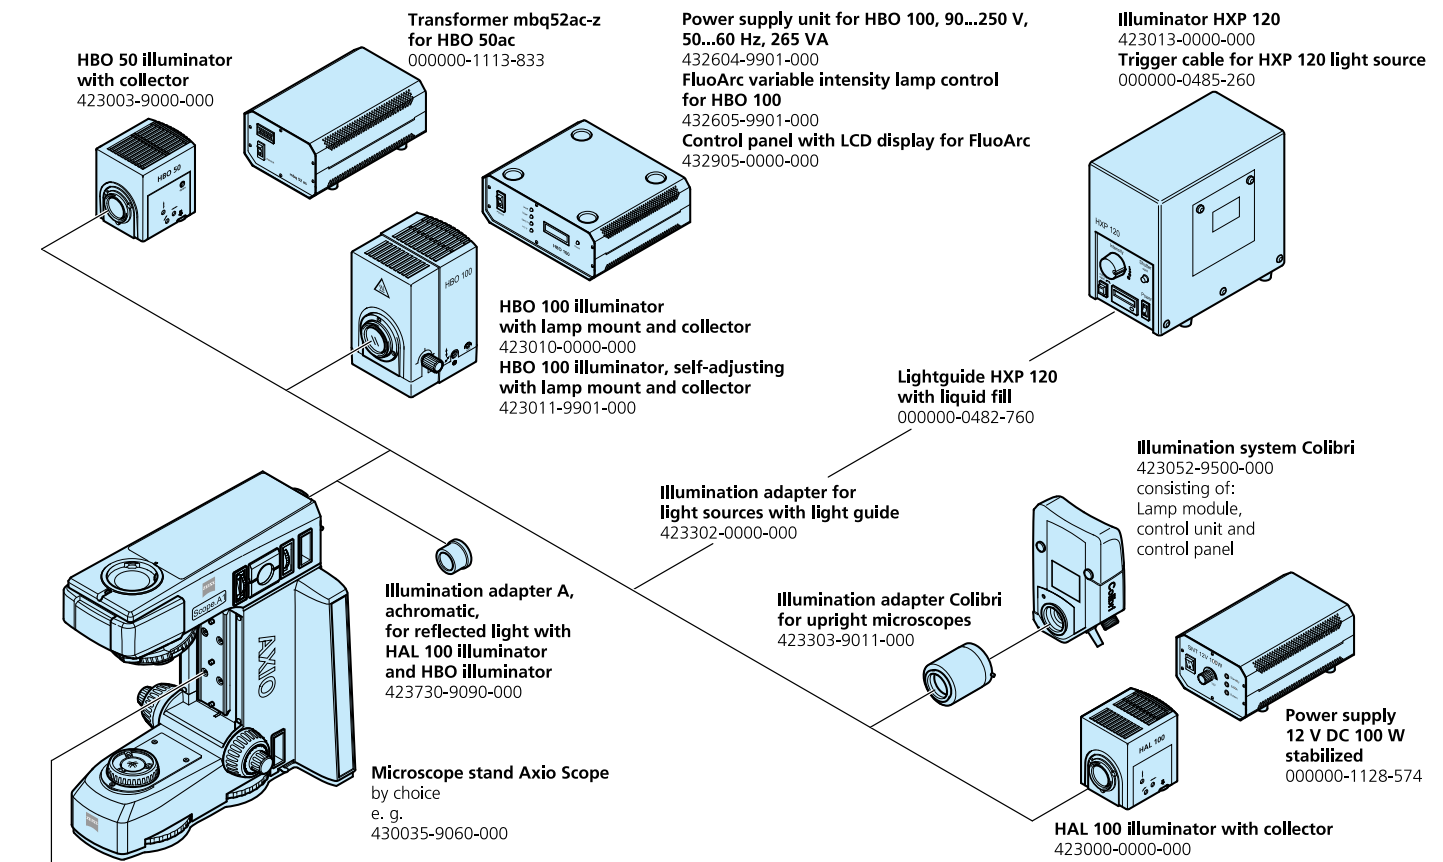 Transformer mbq52ac-z
for HBO 50ac
000000-1113-833
Power supply unit for HBO 100, 90...250 V,
50...60 Hz, 265 VA
432604-9901-000
FluoArc variable intensity lamp control
for HBO 100
432605-9901-000
Control panel with LCD display for FluoArc
432905-0000-000
Illuminator HXP 120
423013-0000-000
Trigger cable for HXP 120 light source
000000-0485-260
HBO 50 illuminator
with collector
423003-9000-000
HBO 50
HBO 100
HBO 100
HXP 120
HBO 100 illuminator
with lamp mount and collector
423010-0000-000
HBO 100 illuminator, self-adjusting
with lamp mount and collector
423011-9901-000
Lightguide HXP 120
with liquid fill
000000-0482-760
Illumination system Colibri
423052-9500-000
consisting of:
Lamp module,
control unit and
control panel
Illumination adapter for
light sources with light guide
423302-0000-000
Colibri
Illumination adapter A,
achromatic,
for reflected light with
HAL 100 illuminator
and HBO illuminator
423730-9090-000
Illumination adapter Colibri
for upright microscopes
423303-9011-000
Scope.A1
AXIO
12V 100W
HAL 100
Power supply
12 V DC 100 W
stabilized
000000-1128-574
Microscope stand Axio Scope
by choice
e. g.
430035-9060-000
HAL 100 illuminator with collector
423000-0000-000